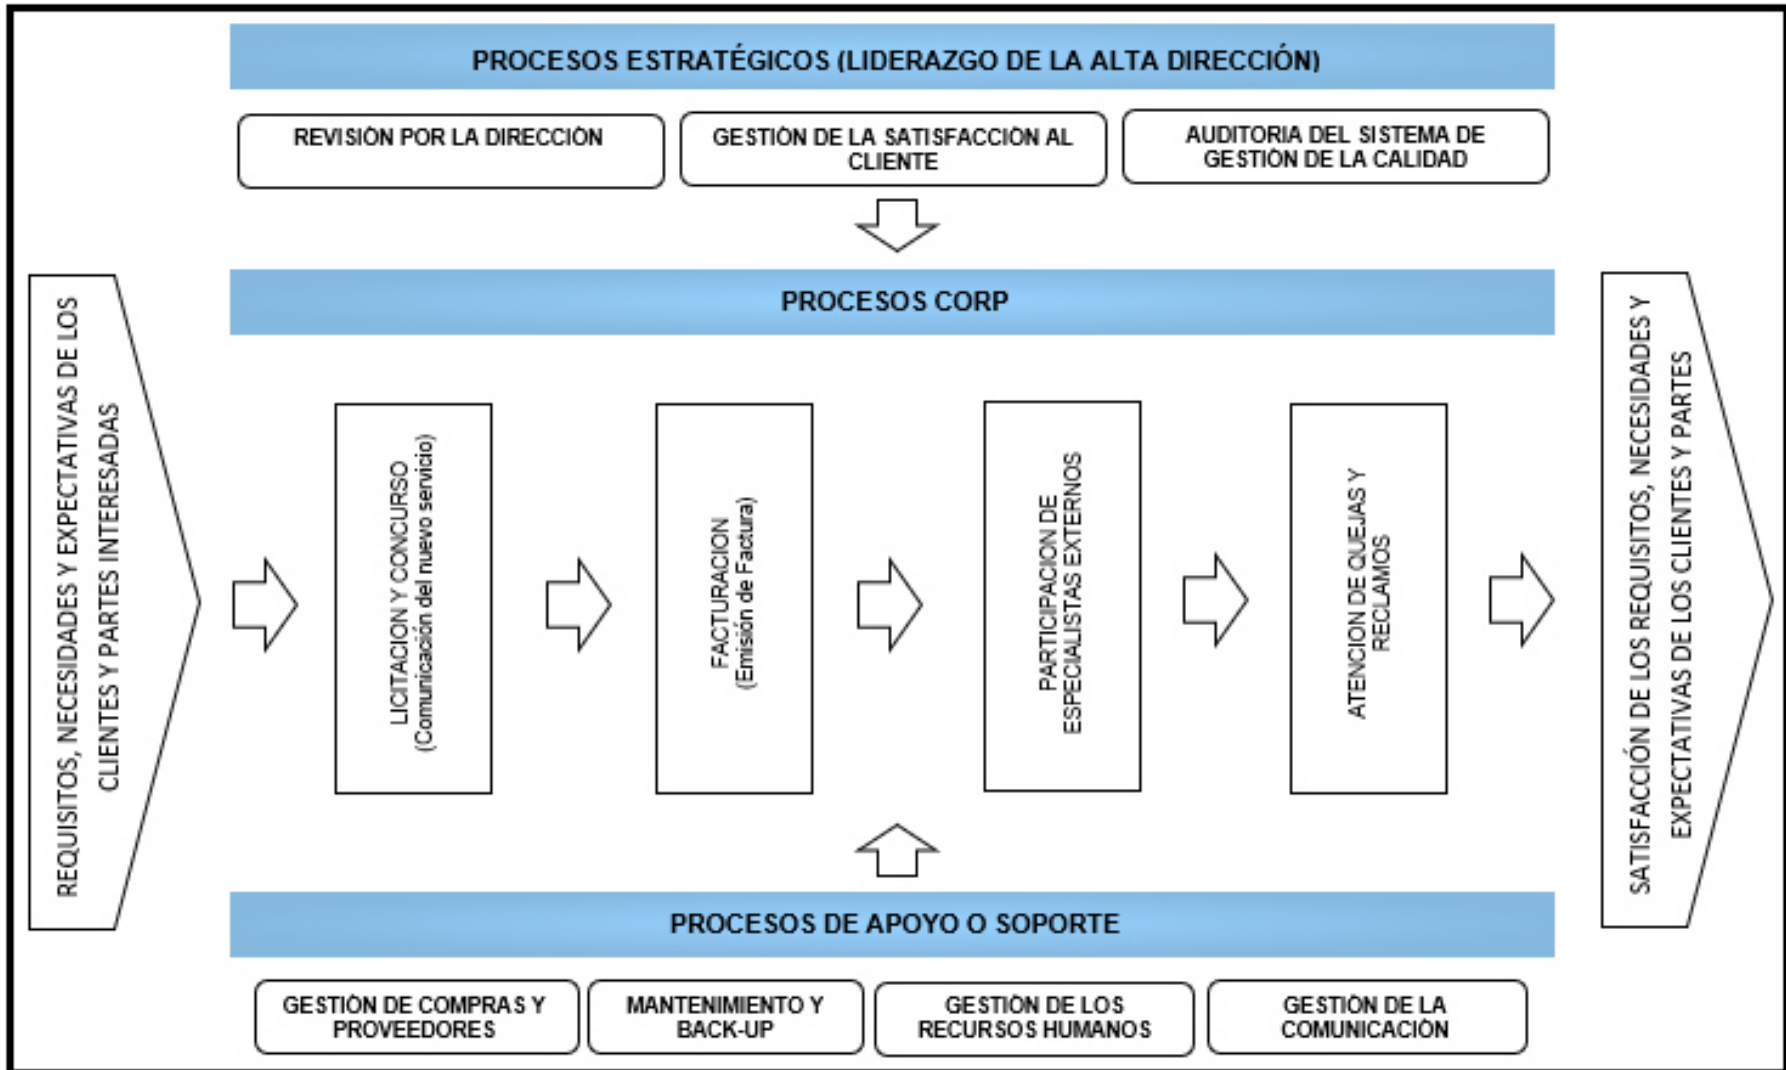 PROCESOS ESTRATÉGICOS (LIDERAZGO DE LA ALTA DIRECCIÓN)
REVISIÓN POR LA DIRECCIÓN
GESTIÓN DE LA SATISFACCIÓN AL
CLIENTE
AUDITORIA DEL SISTEMA DE
GESTIÓN DE LA CALIDAD
PROCESOS CORP
REQUISITOS, NECESIDADES Y EXPECTATIVAS DE LOS
CLIENTES Y PARTES INTERESADAS
LICITACION Y CONCURSO
(Comunicación del nuevo servicio)
FACTURACION
(Emisión de Factura)
PARTICIPACION DE
ESPECIALISTAS EXTERNOS
ATENCION DE QUEJAS Y
RECLAMOS
SATISFACCIÓN DE LOS REQUISITOS, NECESIDADES Y
EXPECTATIVAS DE LOS CLIENTES Y PARTES
PROCESOS DE APOYO O SOPORTE
GESTIÓN DE COMPRAS Y
PROVEEDORES
MANTENIMIENTO Y
BACK-UP
GESTIÓN DE LOS
RECURSOS HUMANOS
GESTIÓN DE LA
COMUNICACIÓN